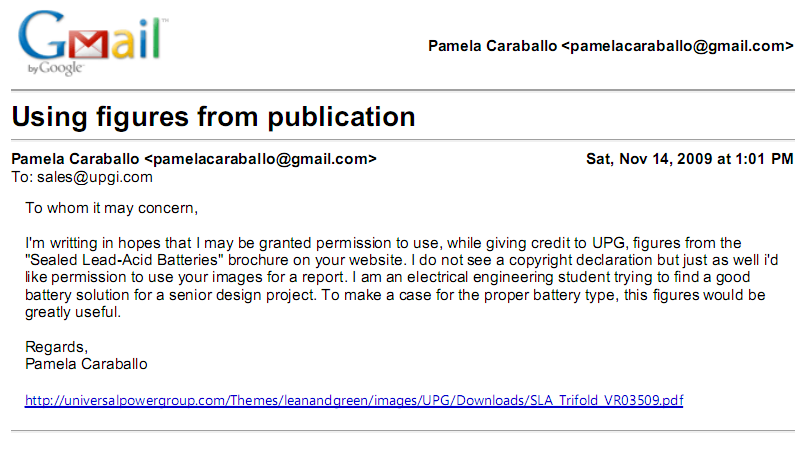 Gmail™
by Google™
Pamela Caraballo <pamelacaraballo@gmail.com>
Using figures from publication
Pamela Caraballo <pamelacaraballo@gmail.com>
Sat, Nov 14, 2009 at 1:01 PM
To: sales@upgi.com
To whom it may concern,
I'm writting in hopes that I may be granted permission to use, while giving credit to UPG, figures from the
"Sealed Lead-Acid Batteries" brochure on your website. I do not see a copyright declaration but just as well i'd
like permission to use your images for a report. I am an electrical engineering student trying to find a good
battery solution for a senior design project. To make a case for the proper battery type, this figures would be
greatly useful.
Regards,
Pamela Caraballo
http://universalpowergroup.com/Themes/leanandgreen/images/UPG/Downloads/SLA_Trifold_VR03509.pdf